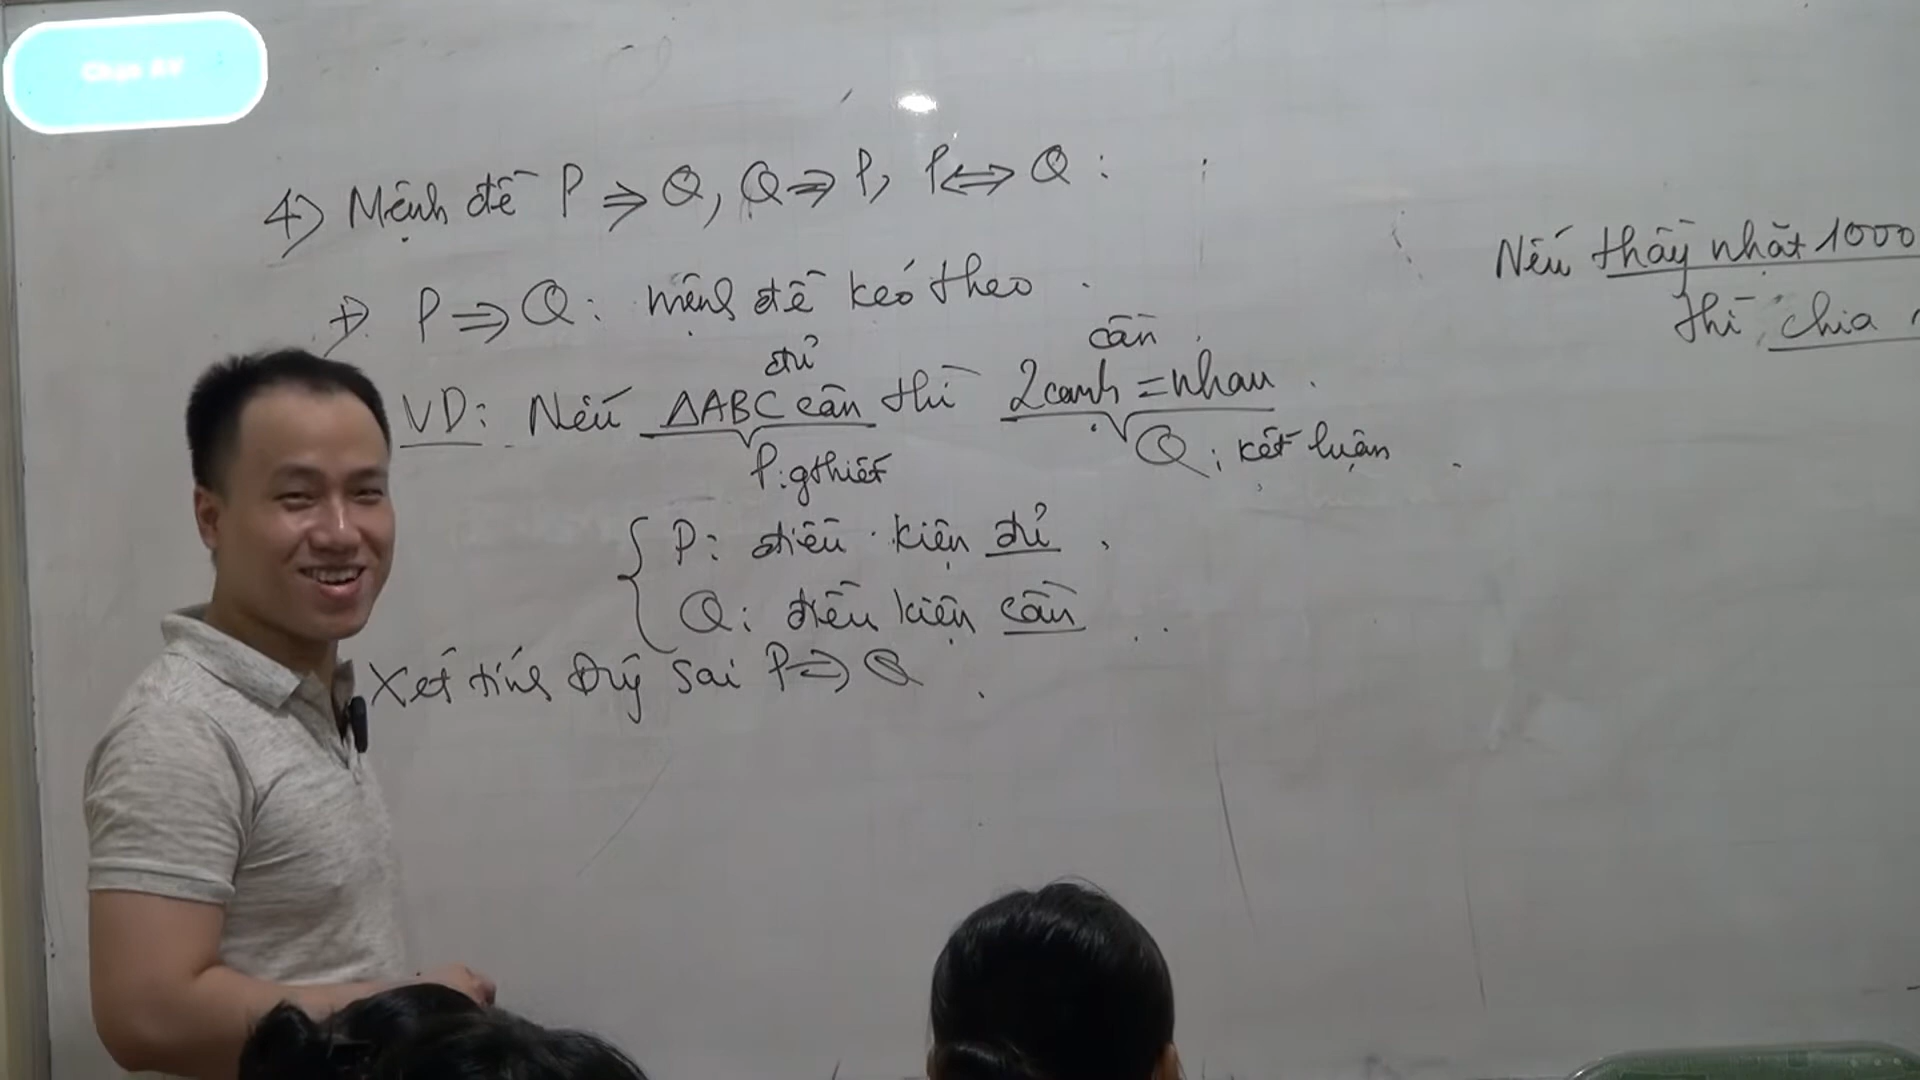 4) Mệnh đề P ⇒ Q, Q ⇒ P, P ⇔ Q :
+) P ⇒ Q : mệnh đề kéo theo
đủ cần
VD: Nếu ΔABC cân thì 2 cạnh = nhau
P: gthiết Q: kết luận
P: điều kiện đủ
Q: điều kiện cần
Xét tính đúng sai P ⇒ Q
Nếu thầy nhặt 1000
thì chia